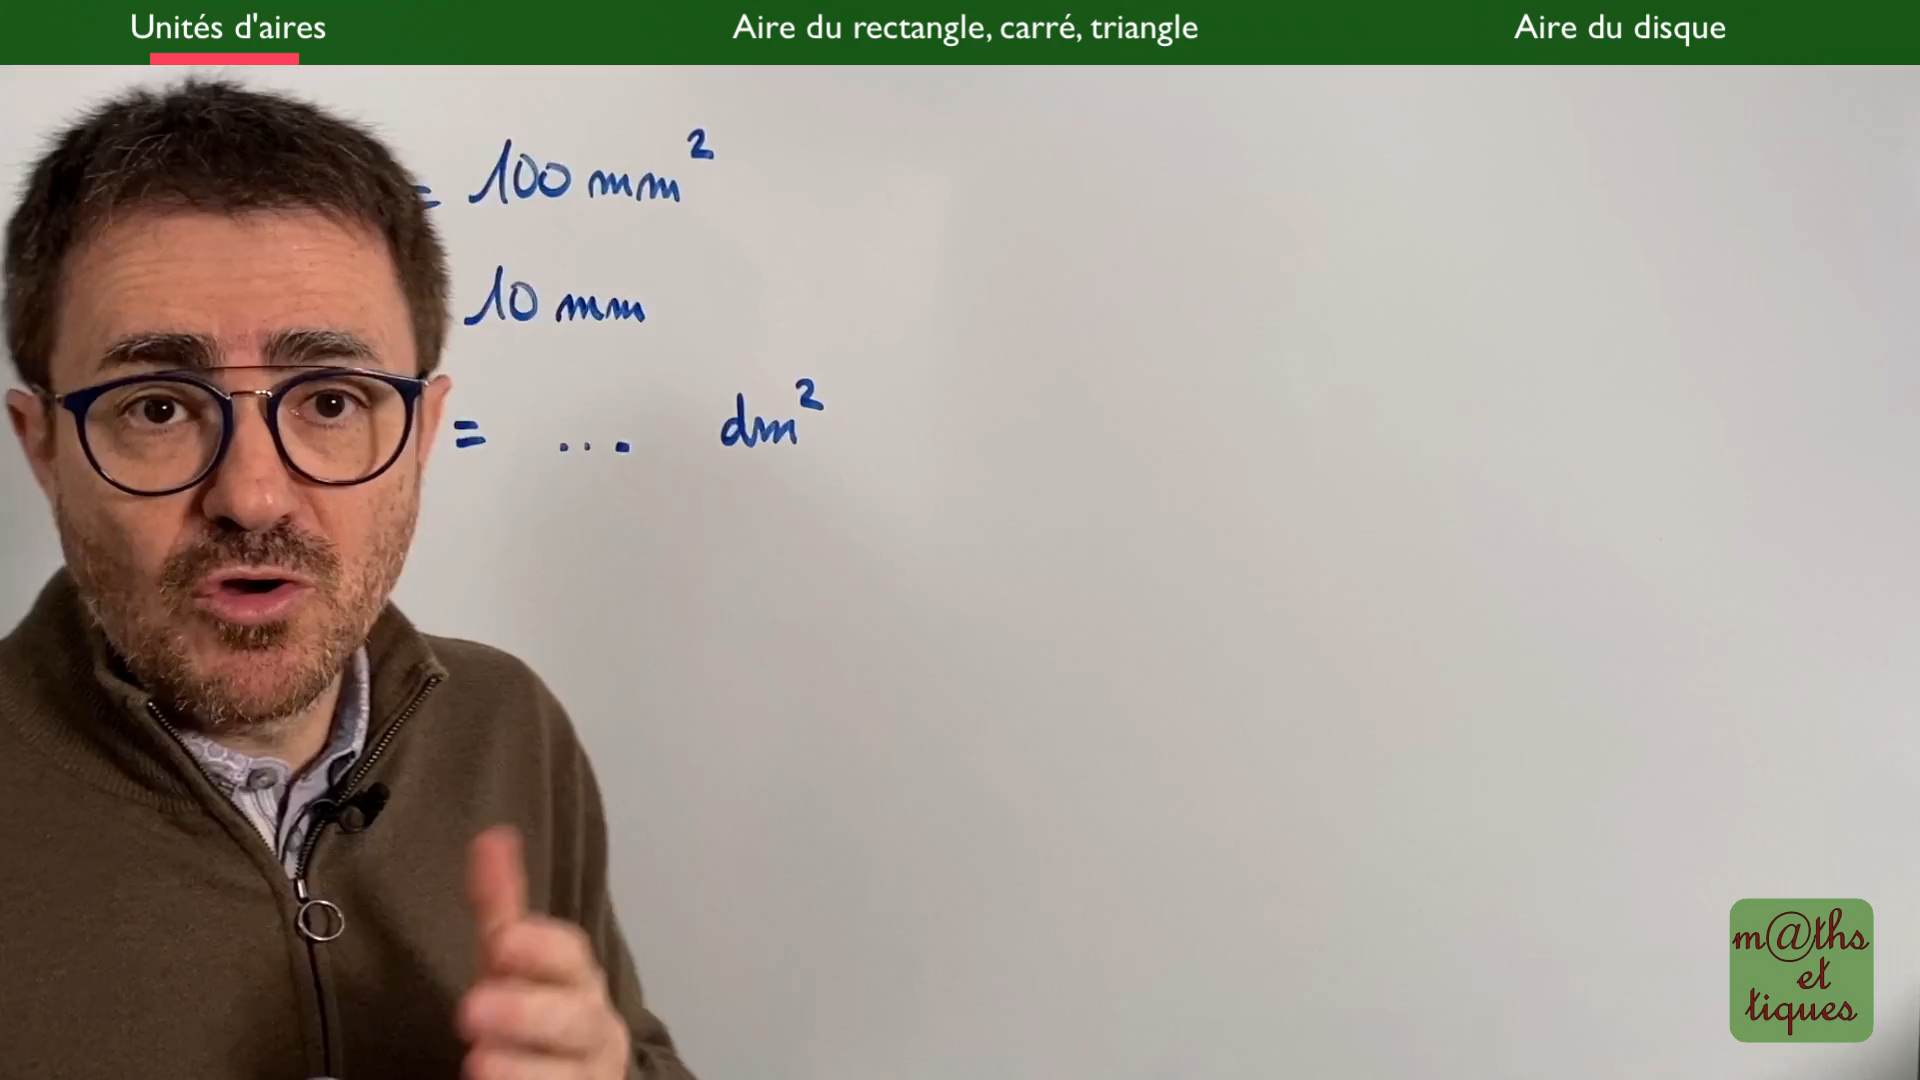 Unités d'aires
Aire du rectangle, carré, triangle
Aire du disque
= 100 mm²
10 mm
= ... dm²
m@ths
et
tiques